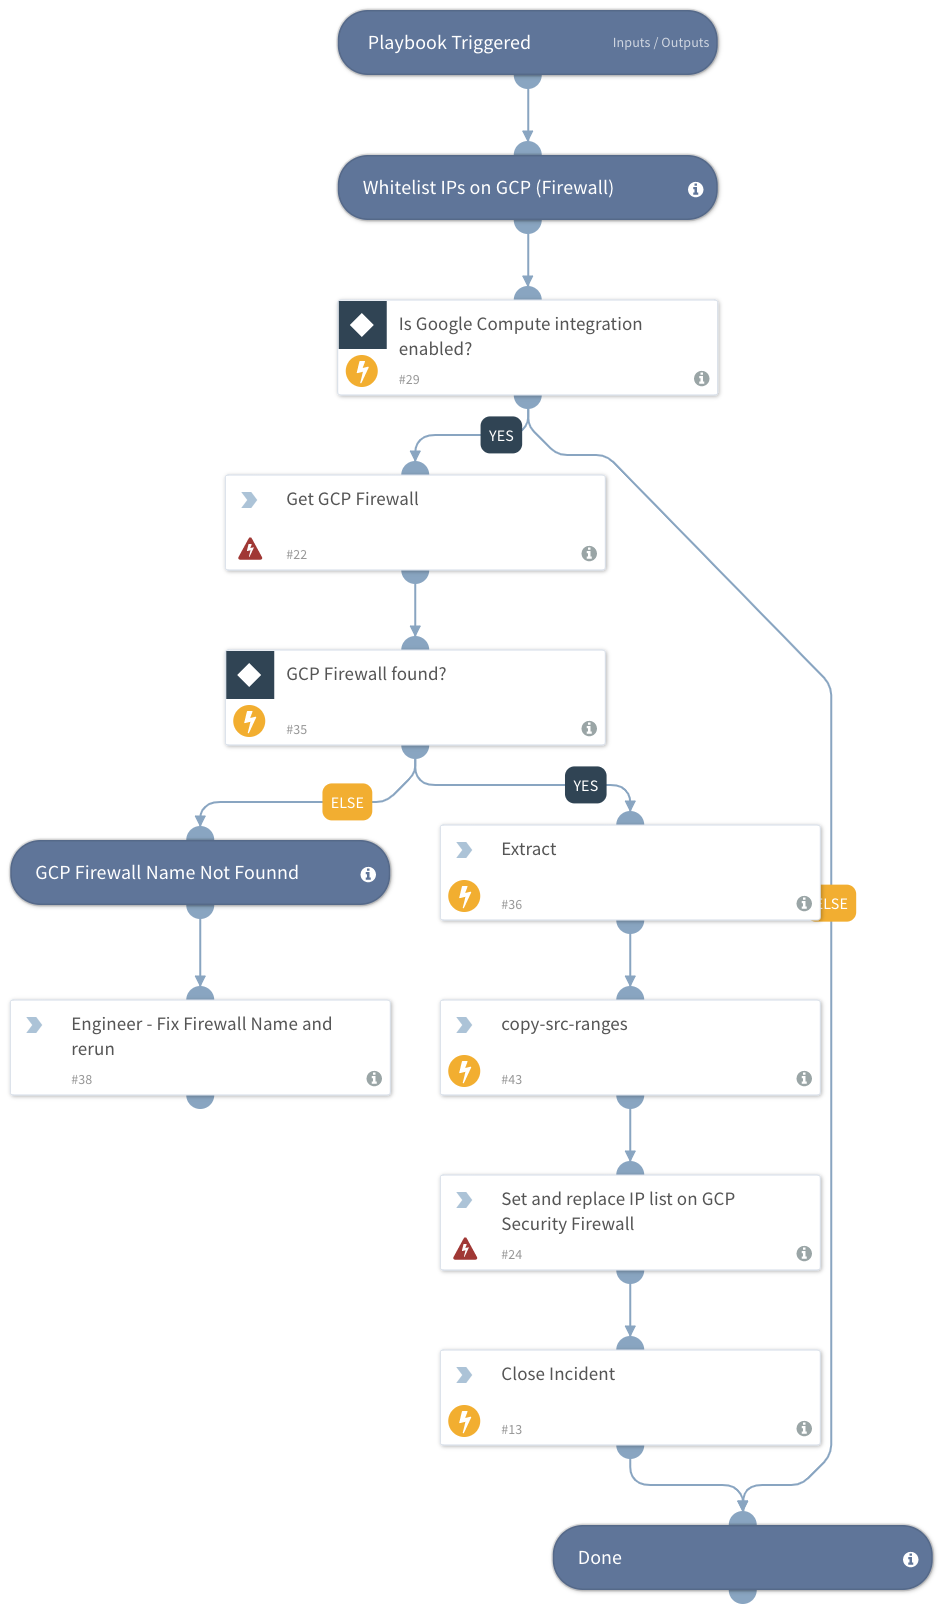 Playbook Triggered
Inputs / Outputs
Whitelist IPs on GCP (Firewall)
Is Google Compute integration
enabled?
#29
YES
Get GCP Firewall
#22
GCP Firewall found?
#35
ELSE
YES
GCP Firewall Name Not Founnd
Extract
#36
ELSE
Engineer - Fix Firewall Name and
rerun
#38
copy-src-ranges
#43
Set and replace IP list on GCP
Security Firewall
#24
Close Incident
#13
Done